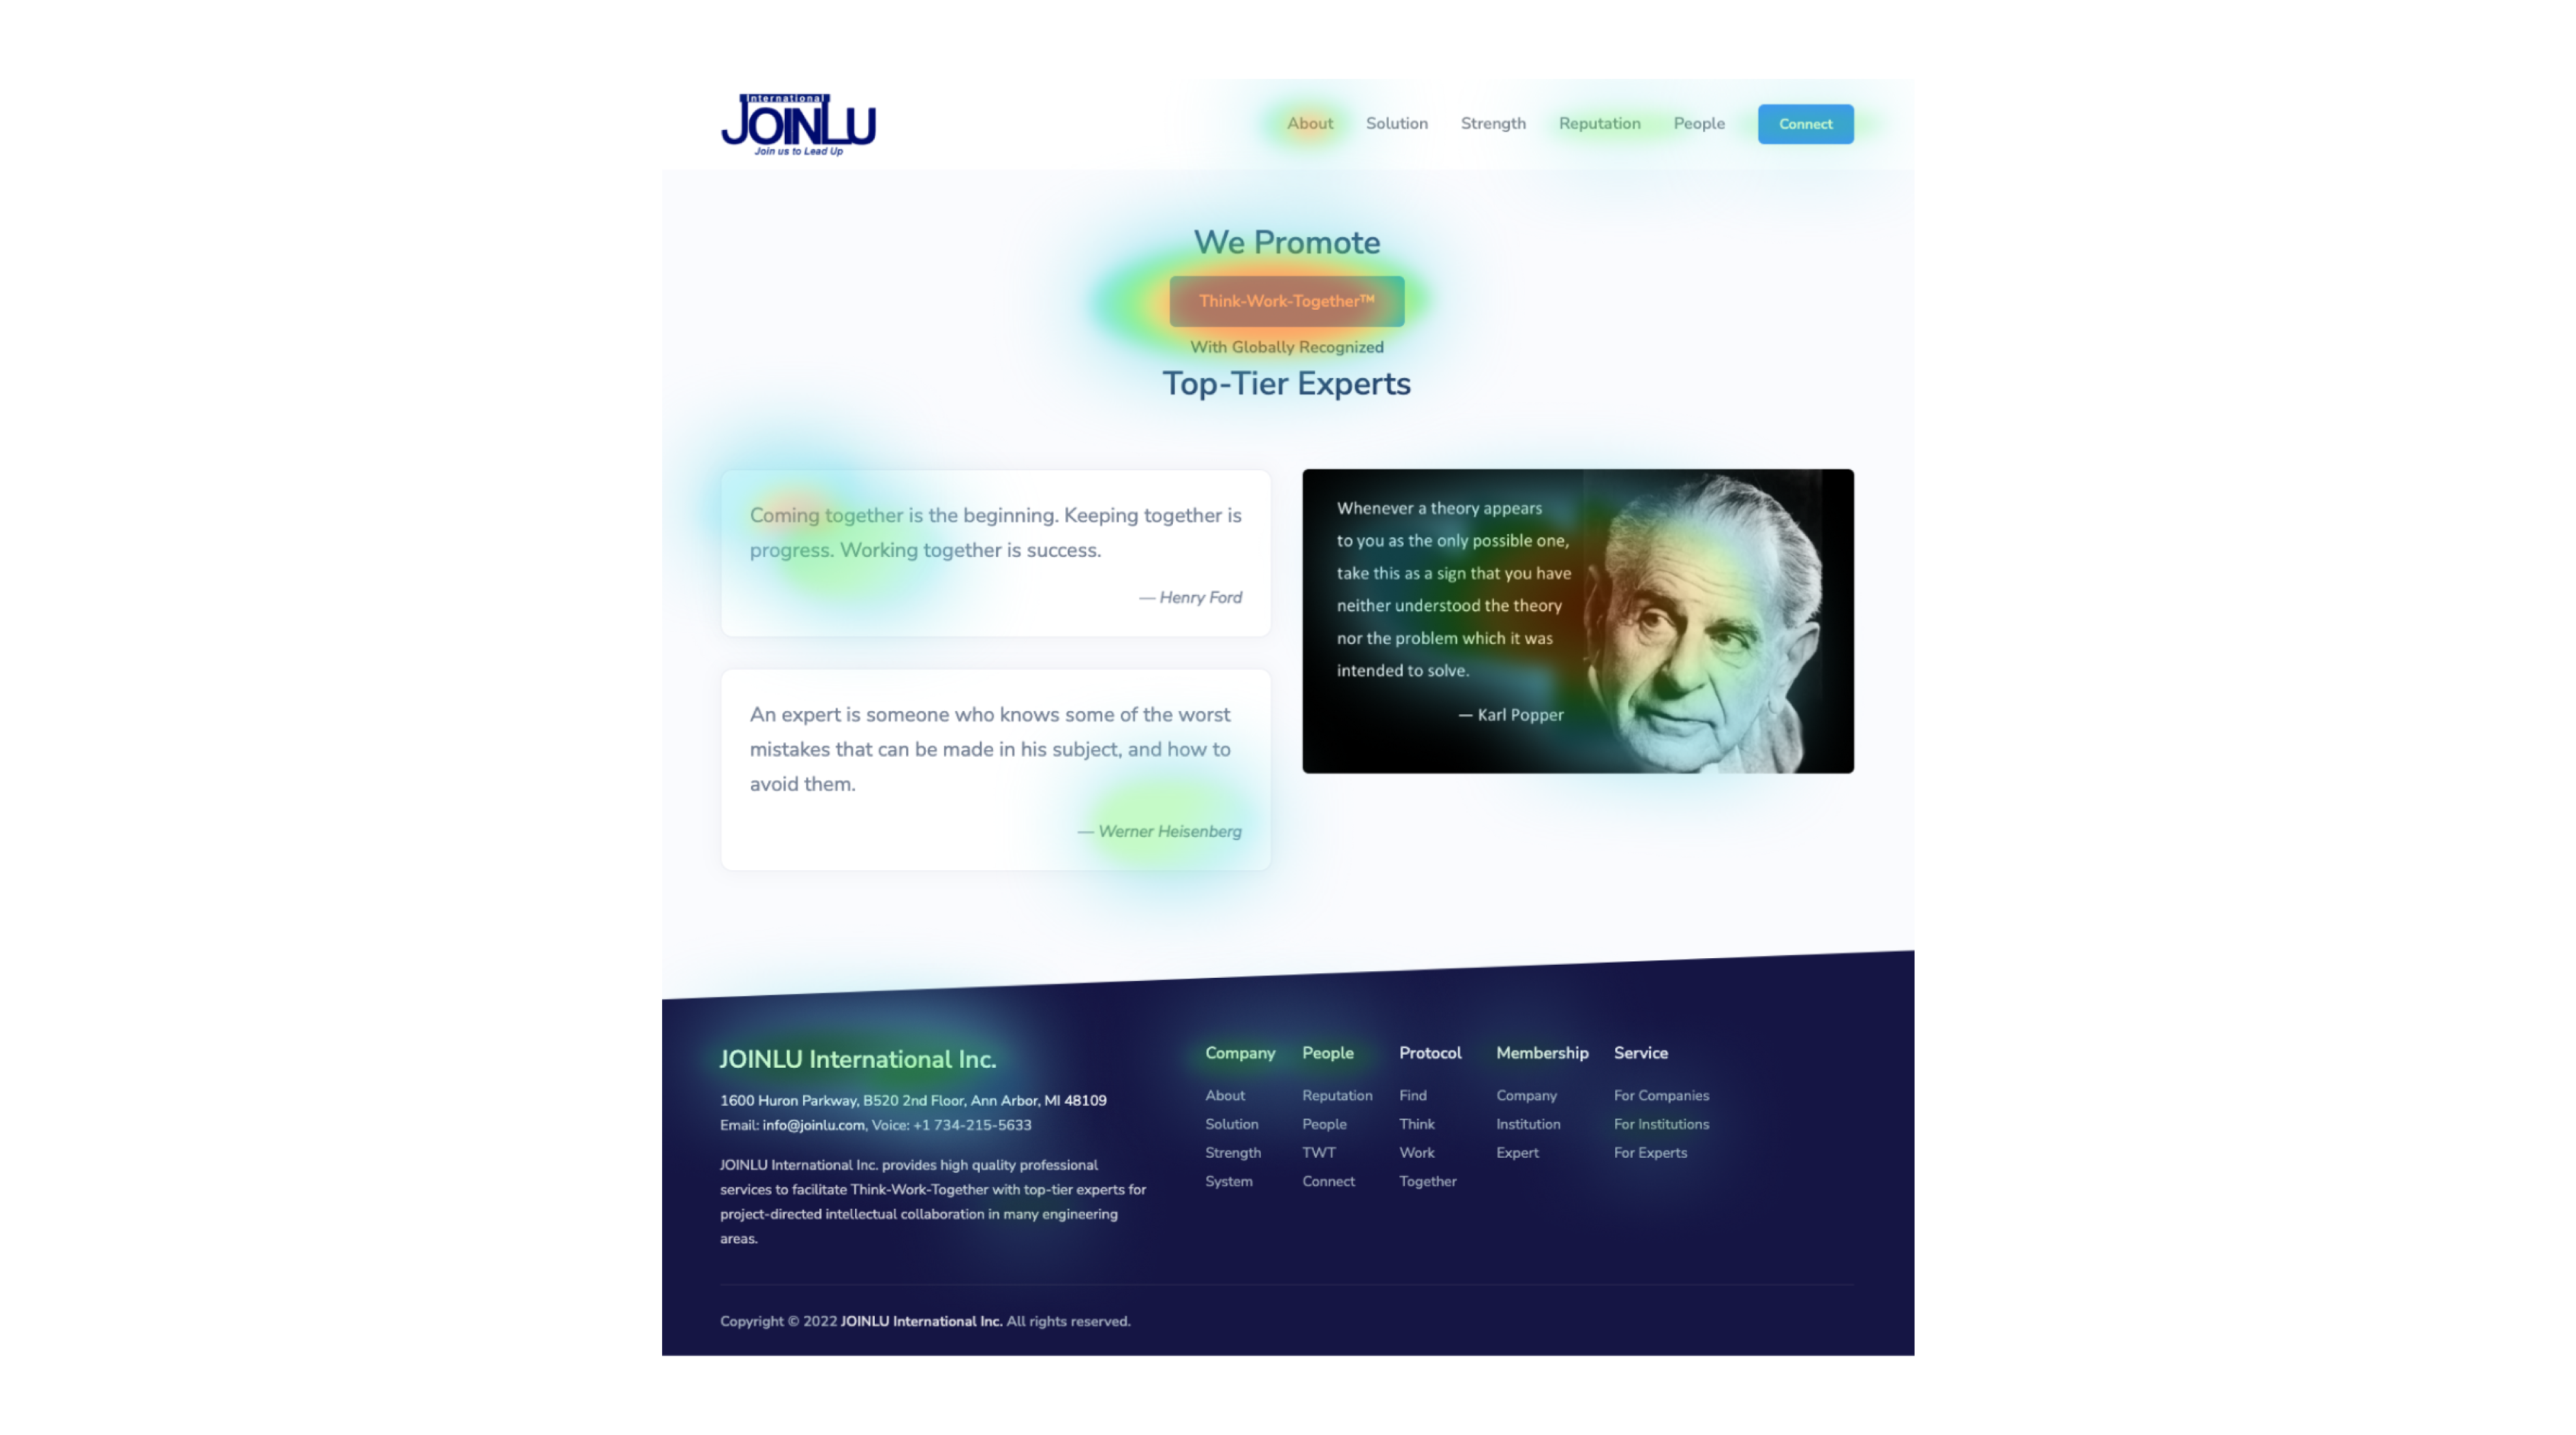 International
JOINLU
Join us to Lead Up
About Solution Strength Reputation People Connect
We Promote
Think-Work-Together™
With Globally Recognized
Top-Tier Experts
Coming together is the beginning. Keeping together is
progress. Working together is success.
— Henry Ford
An expert is someone who knows some of the worst
mistakes that can be made in his subject, and how to
avoid them.
— Werner Heisenberg
Whenever a theory appears
to you as the only possible one,
take this as a sign that you have
neither understood the theory
nor the problem which it was
intended to solve.
— Karl Popper
JOINLU International Inc.
1600 Huron Parkway, B520 2nd Floor, Ann Arbor, MI 48109
Email: info@joinlu.com, Voice: +1 734-215-5633
JOINLU International Inc. provides high quality professional
services to facilitate Think-Work-Together with top-tier experts for
project-directed intellectual collaboration in many engineering
areas.
Company
About
Solution
Strength
System
People
Reputation
People
TWT
Connect
Protocol
Find
Think
Work
Together
Membership
Company
Institution
Expert
Service
For Companies
For Institutions
For Experts
Copyright © 2022 JOINLU International Inc. All rights reserved.